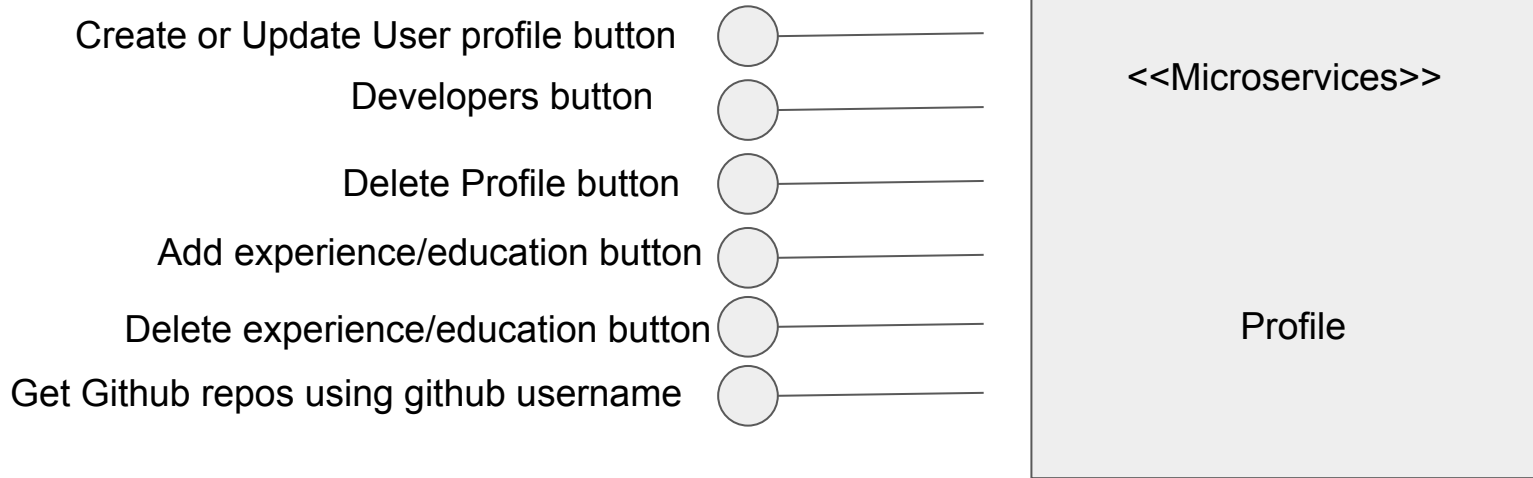 Create or Update User profile button
Developers button
Delete Profile button
Add experience/education button
Delete experience/education button
Get Github repos using github username
<<Microservices>>
Profile